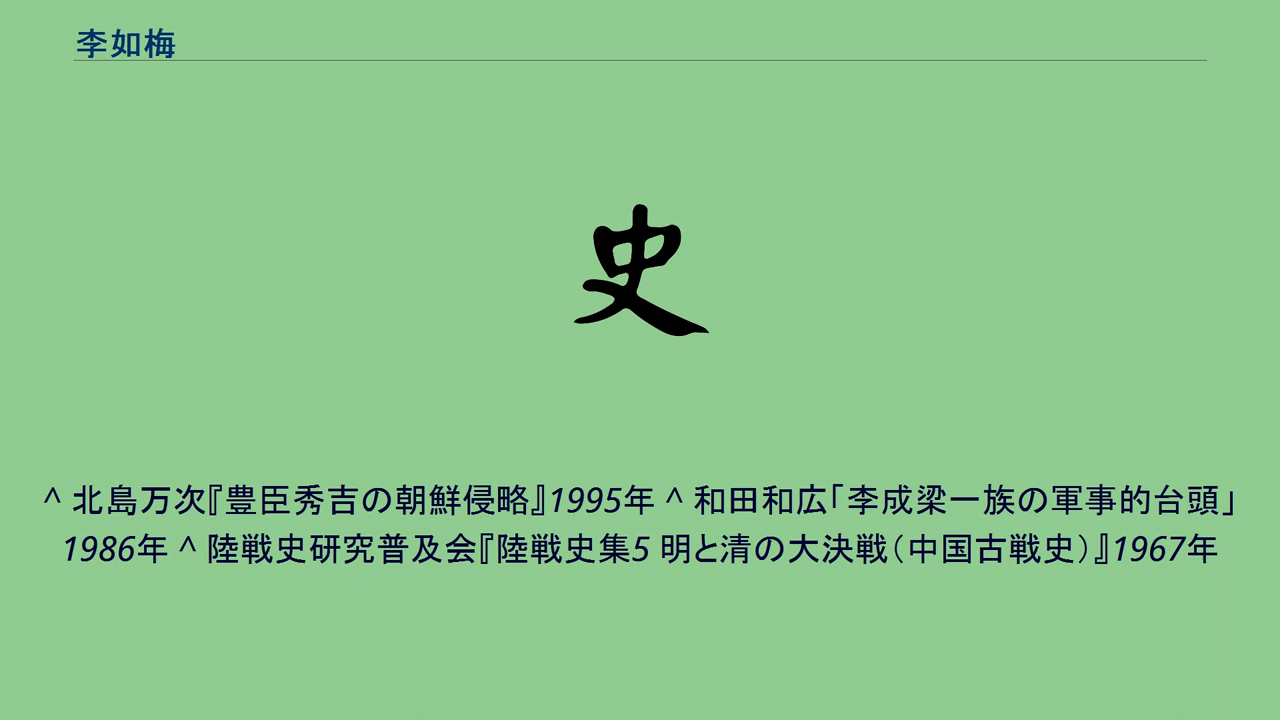 李如梅
史
^ 北島万次『豊臣秀吉の朝鮮侵略』1995年 ^ 和田和広「李成梁一族の軍事的台頭」
1986年 ^ 陸戦史研究普及会『陸戦史集5 明と清の大決戦（中国古戦史）』1967年